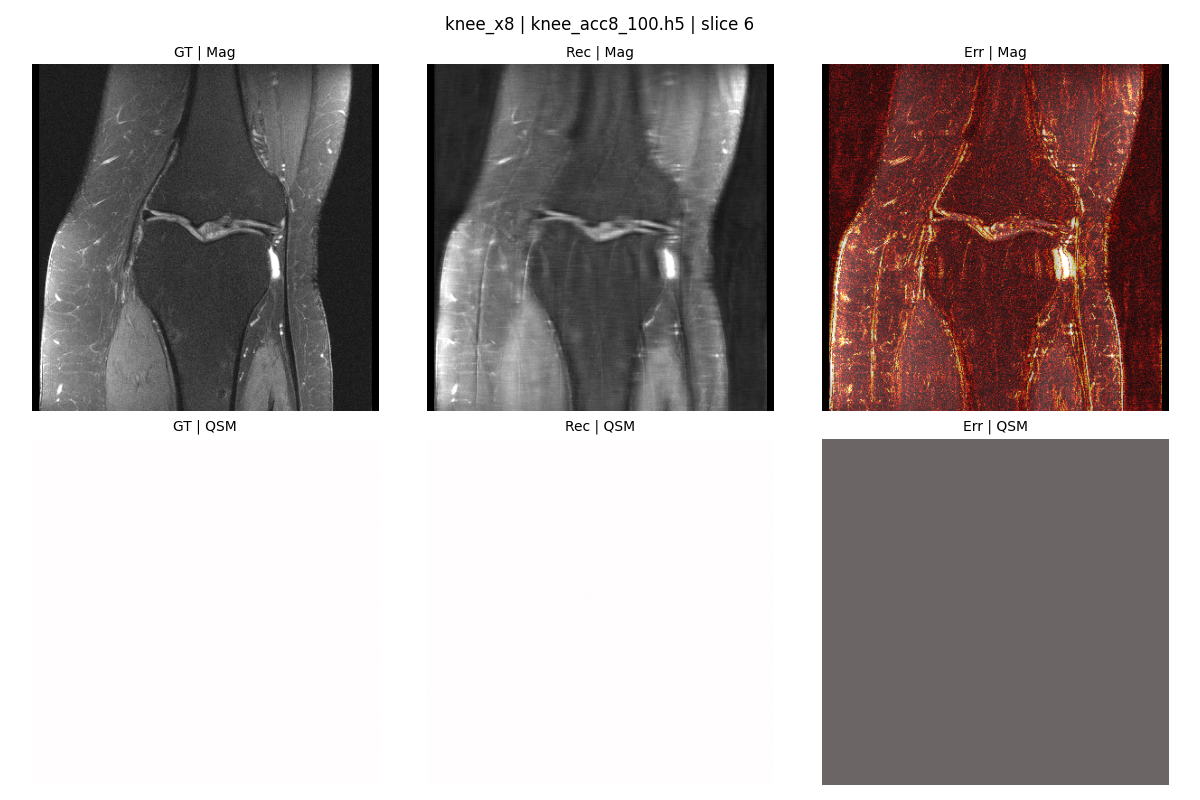 knee_x8 | knee_acc8_100.h5 | slice 6
GT | Mag
Rec | Mag
Err | Mag
GT | QSM
Rec | QSM
Err | QSM